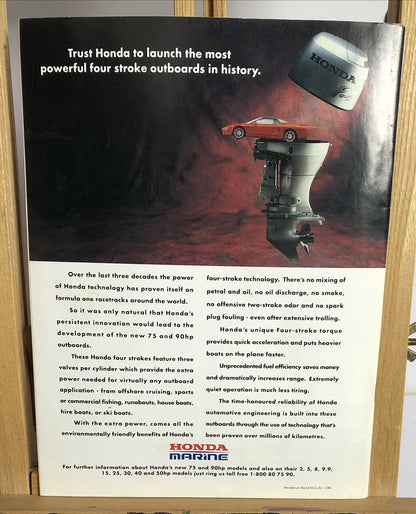 Trust Honda to launch the most
powerful four stroke outboards in history.
HONDA
Over the last three decades the power
of Honda technology has proven itself on
formula one racetracks around the world.
So it was only natural that Honda's
persistent innovation would lead to the
development of the new 75 and 90hp
outboards.
These Honda four strokes feature three
valves per cylinder which provide the extra
power needed for virtually any outboard
application - from offshore cruising, sports
or commercial fishing, runabouts, house boats,
hire boats, or ski boats.
With the extra power, comes all the
environmentally friendly benefits of Honda's
four-stroke technology. There's no mixing of
petrol and oil, no oil discharge, no smoke,
no offensive two-stroke odor and no spark
plug fouling - even after extensive trolling.
Honda's unique Four-stroke torque
provides quick acceleration and puts heavier
boats on the plane faster.
Unprecedented fuel efficiency saves money
and dramatically increases range. Extremely
quiet operation is much less tiring.
The time-honoured reliability of Honda
automotive engineering is built into these
outboards through the use of technology that's
been proven over millions of kilometres.
HONDA
MARINE
For further information about Honda's new 75 and 90hp models and also on their 2, 5, 8, 9.9,
15, 25, 30, 40 and 50hp models just ring us toll free 1-800 80 75 90.